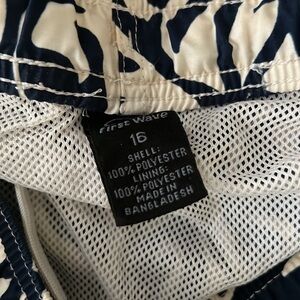 First Wave
16
SHELL:
100% POLYESTER
LINING:
100% POLYESTER
MADE IN
BANGLADESH